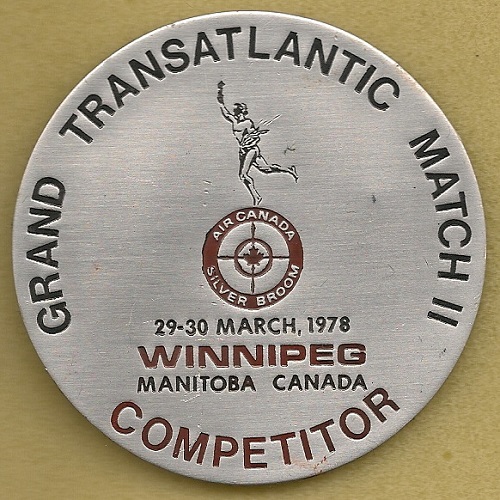 GRAND TRANSATLANTIC MATCH II
AIR CANADA
SILVER BROOM
29-30 MARCH, 1978
WINNIPEG
MANITOBA CANADA
COMPETITOR